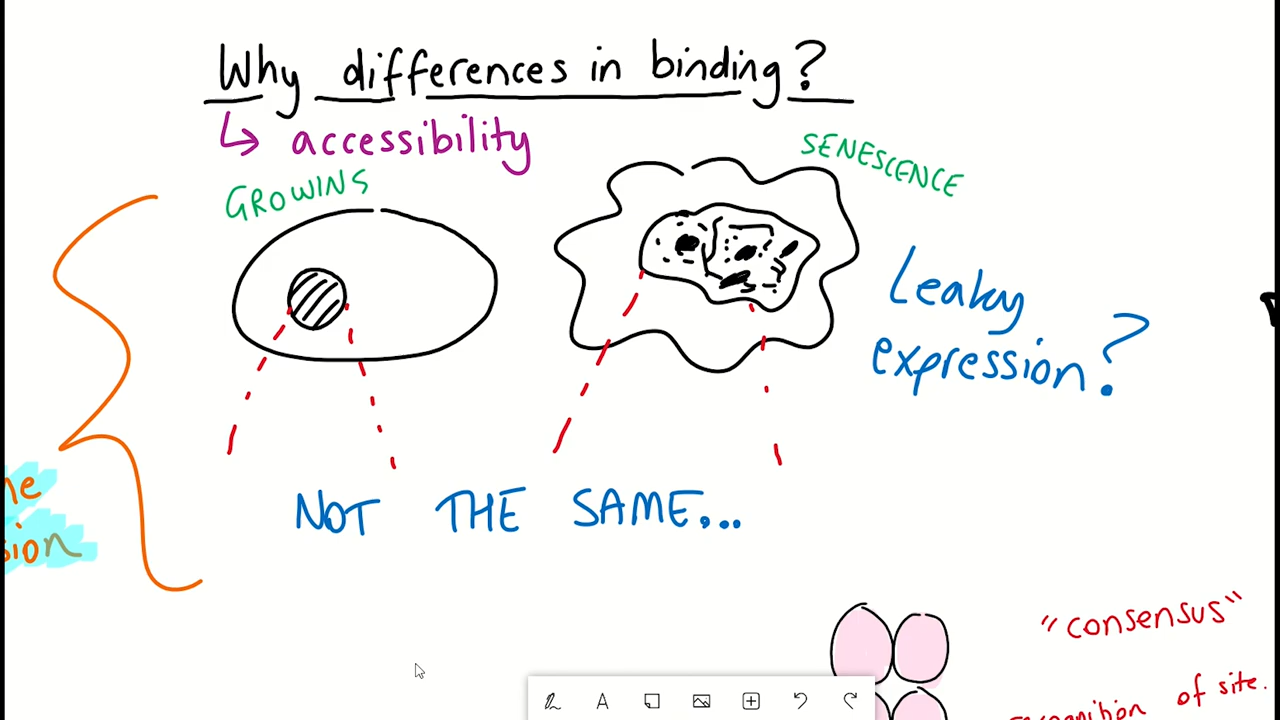 Why differences in binding?
↳ accessibility
GROWING
SENESCENCE
Leaky
expression?
NOT THE SAME...
"consensus"
of site.